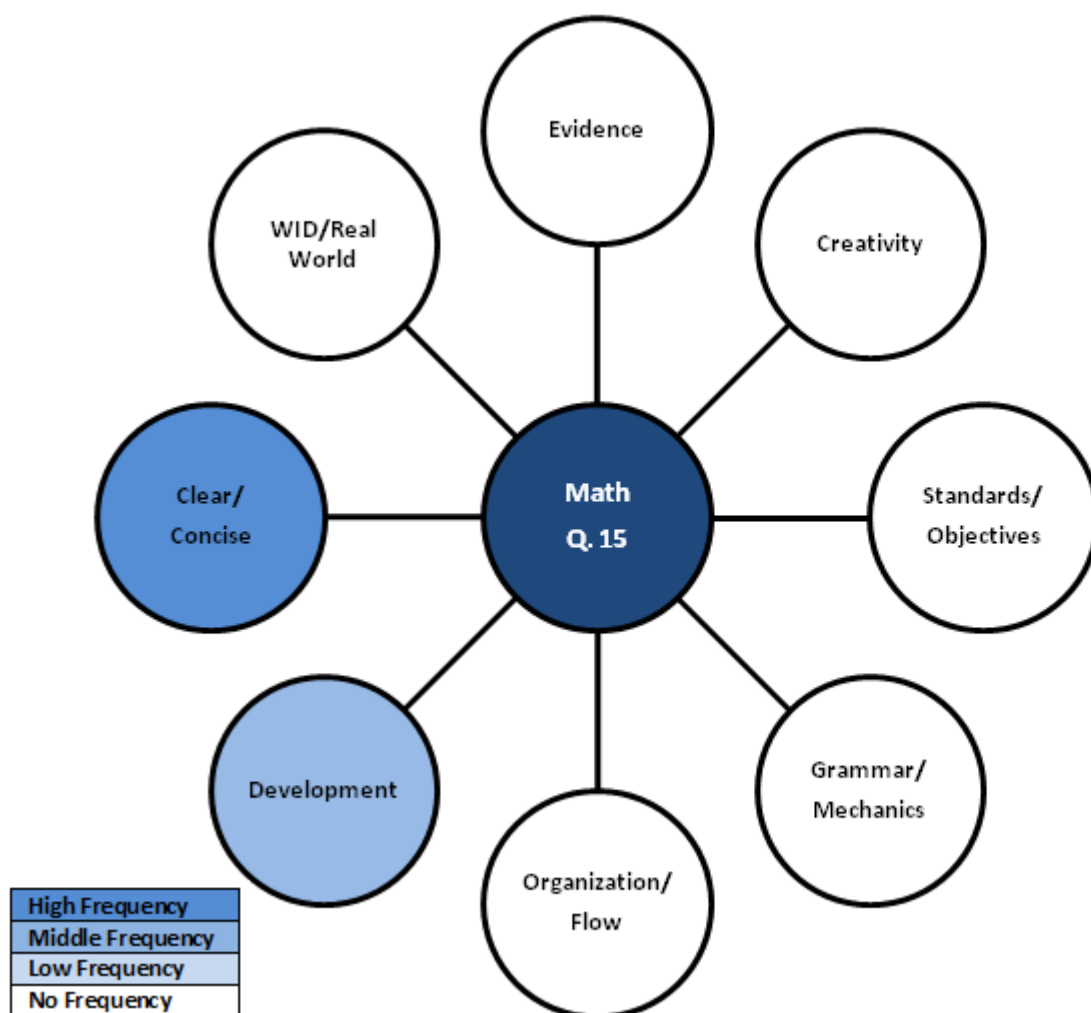 Evidence
WID/Real
World
Creativity
Clear/
Concise
Math
Q. 15
Standards/
Objectives
Development
Grammar/
Mechanics
Organization/
Flow
High Frequency
Middle Frequency
Low Frequency
No Frequency